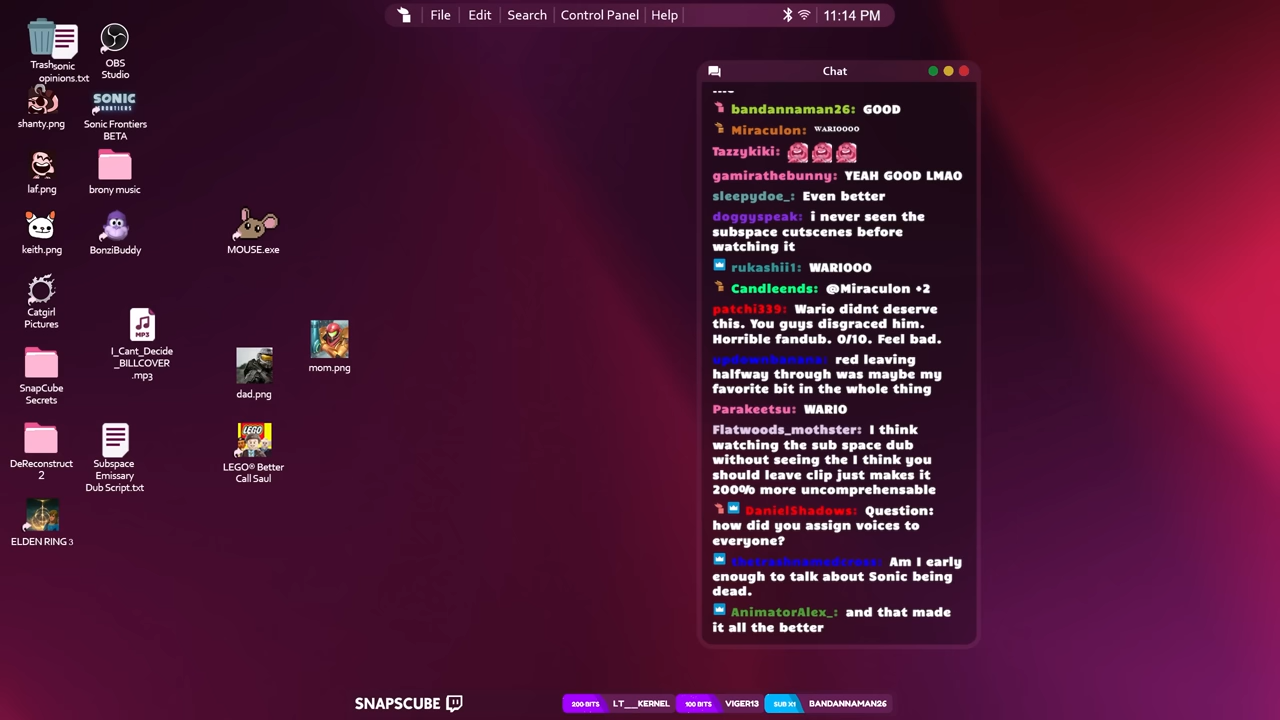 File Edit Search Control Panel Help 11:14 PM
Trash
sonic
opinions.txt
OBS
Studio
shanty.png
SONIC
FRONTIERS
Sonic Frontiers
BETA
laf.png
brony music
keith.png
BonziBuddy
MOUSE.exe
Catgirl
Pictures
MP3
I_Cant_Decide
_BILLCOVER
.mp3
mom.png
SnapCube
Secrets
dad.png
DeReconstruct
2
Subspace
Emissary
Dub Script.txt
LEGO
LEGO® Better
Call Saul
ELDEN RING 3
Chat
bandannaman26: GOOD
Miraculon: WARIOOOO
Tazzykiki:
gamirathebunny: YEAH GOOD LMAO
sleepydoe_: Even better
doggyspeak: i never seen the
subspace cutscenes before
watching it
rukashii1: WARIOOO
Candleends: @Miraculon +2
patchi339: Wario didnt deserve
this. You guys disgraced him.
Horrible fandub. 0/10. Feel bad.
updownbanana: red leaving
halfway through was maybe my
favorite bit in the whole thing
Parakeetsu: WARIO
Flatwoods_mothster: I think
watching the sub space dub
without seeing the I think you
should leave clip just makes it
200% more uncomprehensable
DanielShadows: Question:
how did you assign voices to
everyone?
Am I early
enough to talk about Sonic being
dead.
AnimatorAlex_: and that made
it all the better
SNAPSCUBE
200 BITS LT___KERNEL 100 BITS VIGER13 SUB X1 BANDANNAMAN26